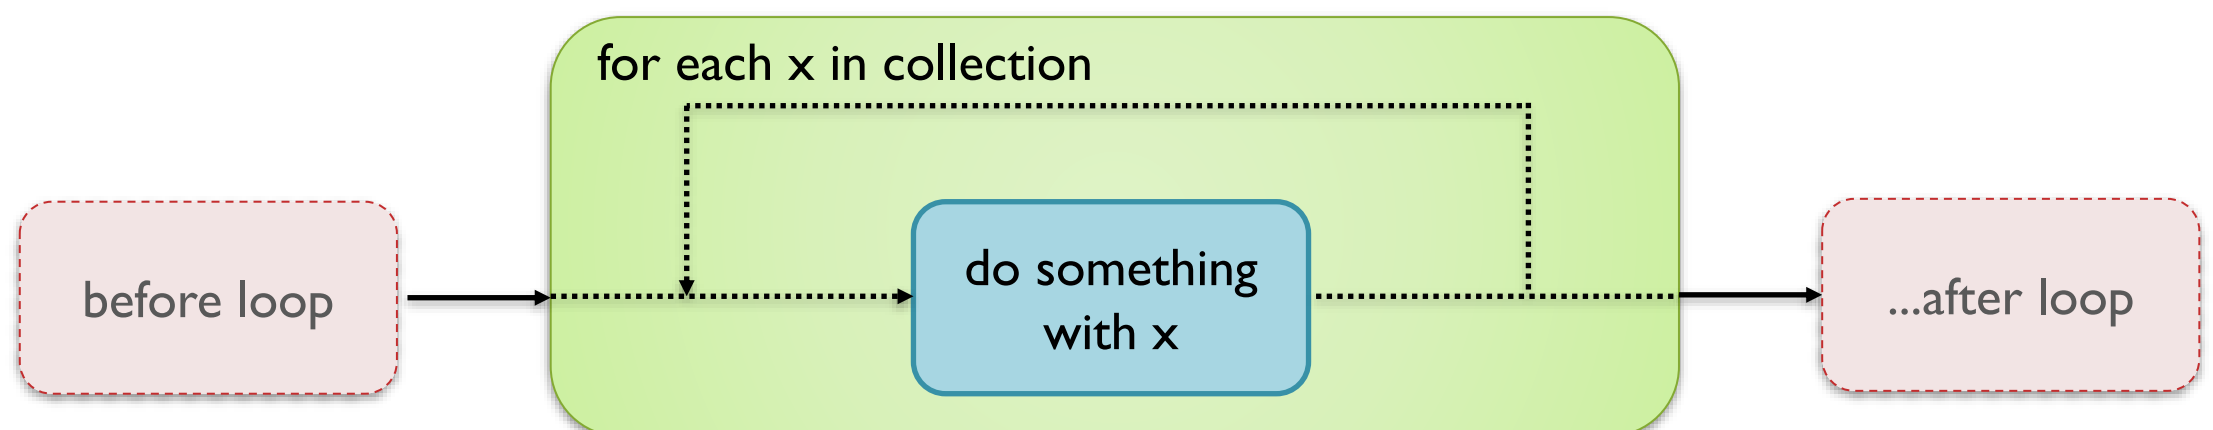 for each x in collection
before loop
do something
with x
...after loop